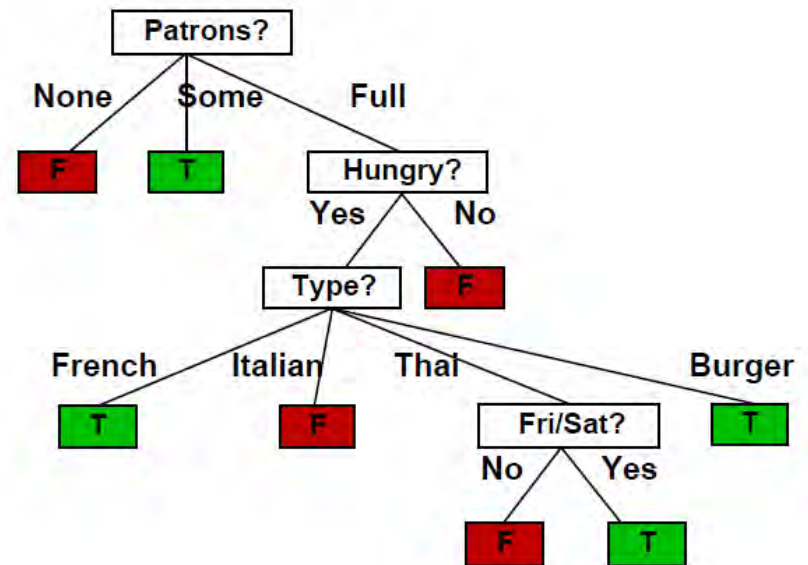 Patrons?
None Some Full
F T Hungry?
Yes No
Type? F
French Italian Thai Burger
T F Fri/Sat? T
No Yes
F T